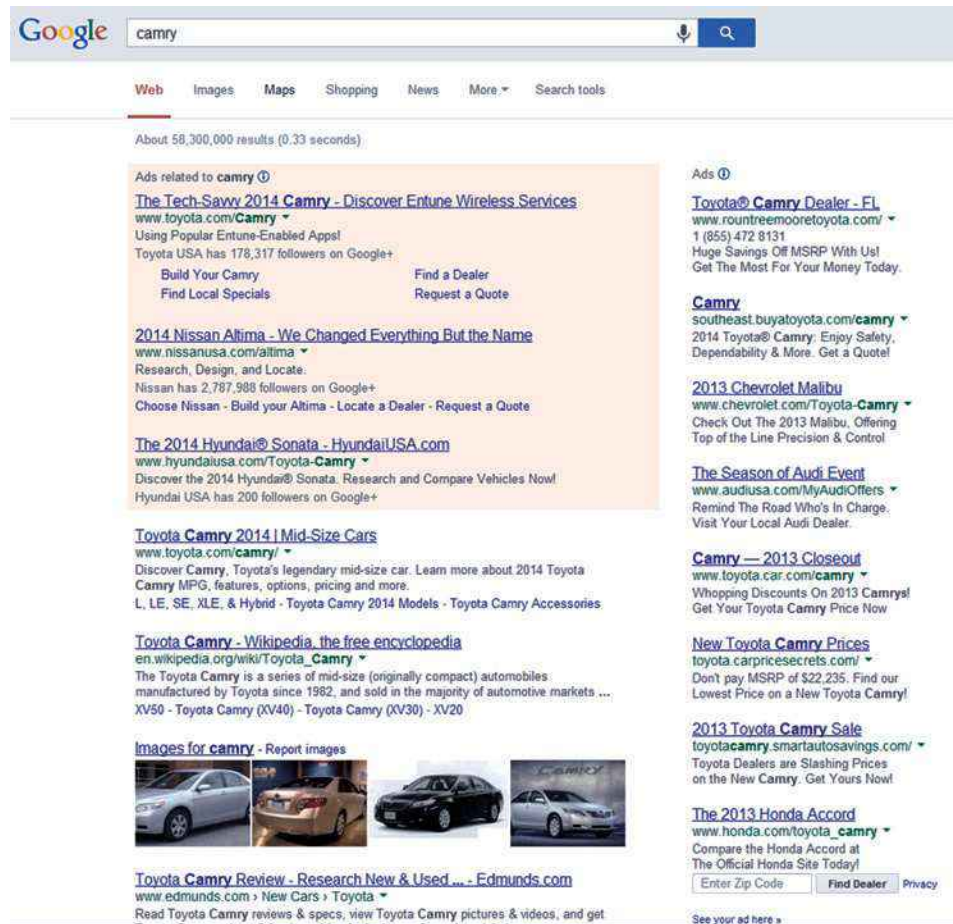 Google
camry
Web Images Maps Shopping News More Search tools
About 58,300,000 results (0.33 seconds)
Ads related to camry
The Tech-Savvy 2014 Camry - Discover Entune Wireless Services
www.toyota.com/Camry
Using Popular Entune-Enabled Apps!
Toyota USA has 178,317 followers on Google+
Build Your Camry Find a Dealer
Find Local Specials Request a Quote
2014 Nissan Altima - We Changed Everything But the Name
www.nissanusa.com/altima
Research, Design, and Locate.
Nissan has 2,787,988 followers on Google+
Choose Nissan - Build your Altima - Locate a Dealer - Request a Quote
The 2014 Hyundai® Sonata - HyundaiUSA.com
www.hyundaiusa.com/Toyota-Camry
Discover the 2014 Hyundai® Sonata. Research and Compare Vehicles Now!
Hyundai USA has 200 followers on Google+
Toyota Camry 2014 | Mid-Size Cars
www.toyota.com/camry/
Discover Camry, Toyota's legendary mid-size car. Learn more about 2014 Toyota
Camry MPG, features, options, pricing and more.
L, LE, SE, XLE, & Hybrid - Toyota Camry 2014 Models - Toyota Camry Accessories
Toyota Camry - Wikipedia, the free encyclopedia
en.wikipedia.org/wiki/Toyota_Camry
The Toyota Camry is a series of mid-size (originally compact) automobiles
manufactured by Toyota since 1982, and sold in the majority of automotive markets ...
XV50 - Toyota Camry (XV40) - Toyota Camry (XV30) - XV20
Images for camry - Report images
CAMRY
Toyota Camry Review - Research New & Used ... - Edmunds.com
www.edmunds.com › New Cars › Toyota
Read Toyota Camry reviews & specs, view Toyota Camry pictures & videos, and get
Ads
Toyota® Camry Dealer - FL
www.rountreemooretoyota.com/
1 (855) 472 8131
Huge Savings Off MSRP With Us!
Get The Most For Your Money Today.
Camry
southeast.buyatoyota.com/camry
2014 Toyota® Camry: Enjoy Safety,
Dependability & More. Get a Quote!
2013 Chevrolet Malibu
www.chevrolet.com/Toyota-Camry
Check Out The 2013 Malibu, Offering
Top of the Line Precision & Control
The Season of Audi Event
www.audiusa.com/MyAudiOffers
Remind The Road Who's In Charge.
Visit Your Local Audi Dealer.
Camry — 2013 Closeout
www.toyota.car.com/camry
Whopping Discounts On 2013 Camrys!
Get Your Toyota Camry Price Now
New Toyota Camry Prices
toyota.carpricesecrets.com/
Don't pay MSRP of $22,235. Find our
Lowest Price on a New Toyota Camry!
2013 Toyota Camry Sale
toyotacamry.smartautosavings.com/
Toyota Dealers are Slashing Prices
on the New Camry. Get Yours Now!
The 2013 Honda Accord
www.honda.com/toyota_camry
Compare the Honda Accord at
The Official Honda Site Today!
Enter Zip Code Find Dealer Privacy
See your ad here »